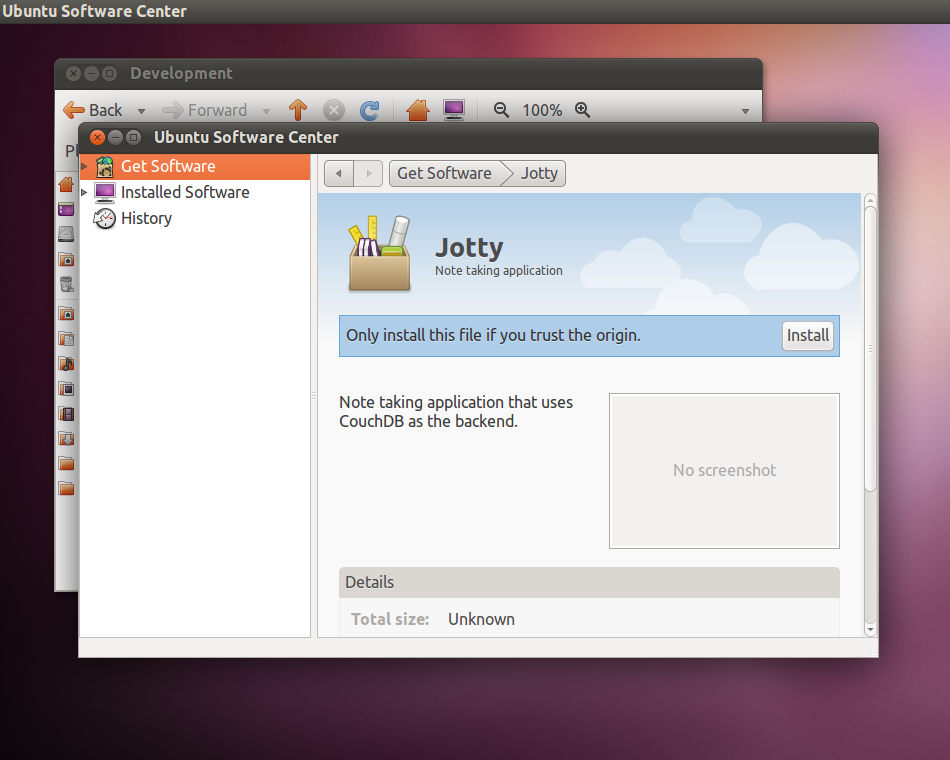 Ubuntu Software Center
Development
Back
Forward
100%
Ubuntu Software Center
Get Software
Installed Software
History
Get Software
Jotty
Jotty
Note taking application
Only install this file if you trust the origin.
Install
Note taking application that uses
CouchDB as the backend.
No screenshot
Details
Total size: Unknown